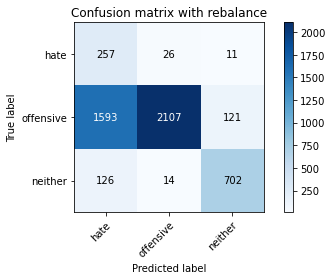 Confusion matrix with rebalance
True label
hate
offensive
neither
257 26 11
1593 2107 121
126 14 702
hate
offensive
neither
Predicted label
2000
1750
1500
1250
1000
750
500
250